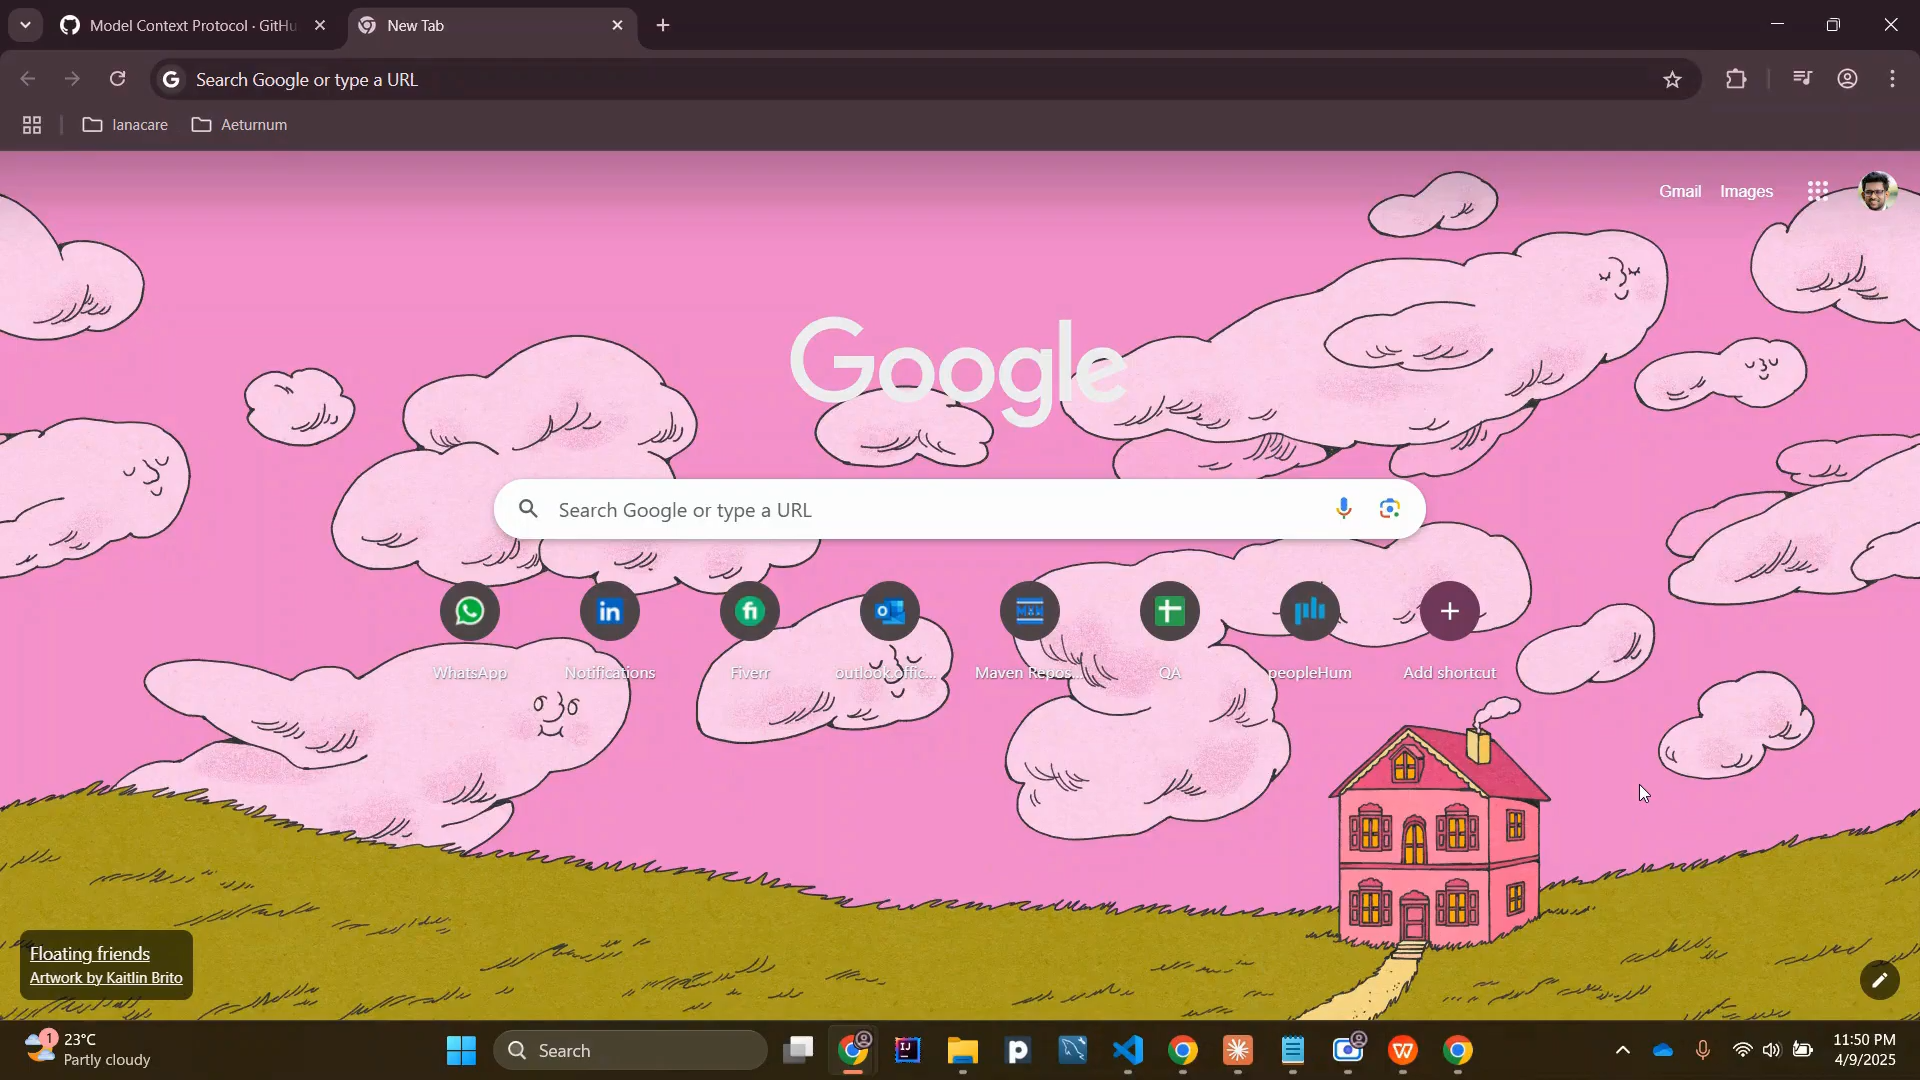 Model Context Protocol · GitHu
New Tab
Search Google or type a URL
Ianacare
Aeturnum
Gmail
Images
Google
Search Google or type a URL
WhatsApp
Notifications
Fiverr
outlook.offic...
Maven Repos...
QA
peopleHum
Add shortcut
Floating friends
Artwork by Kaitlin Brito
1
23°C
Partly cloudy
Search
11:50 PM
4/9/2025